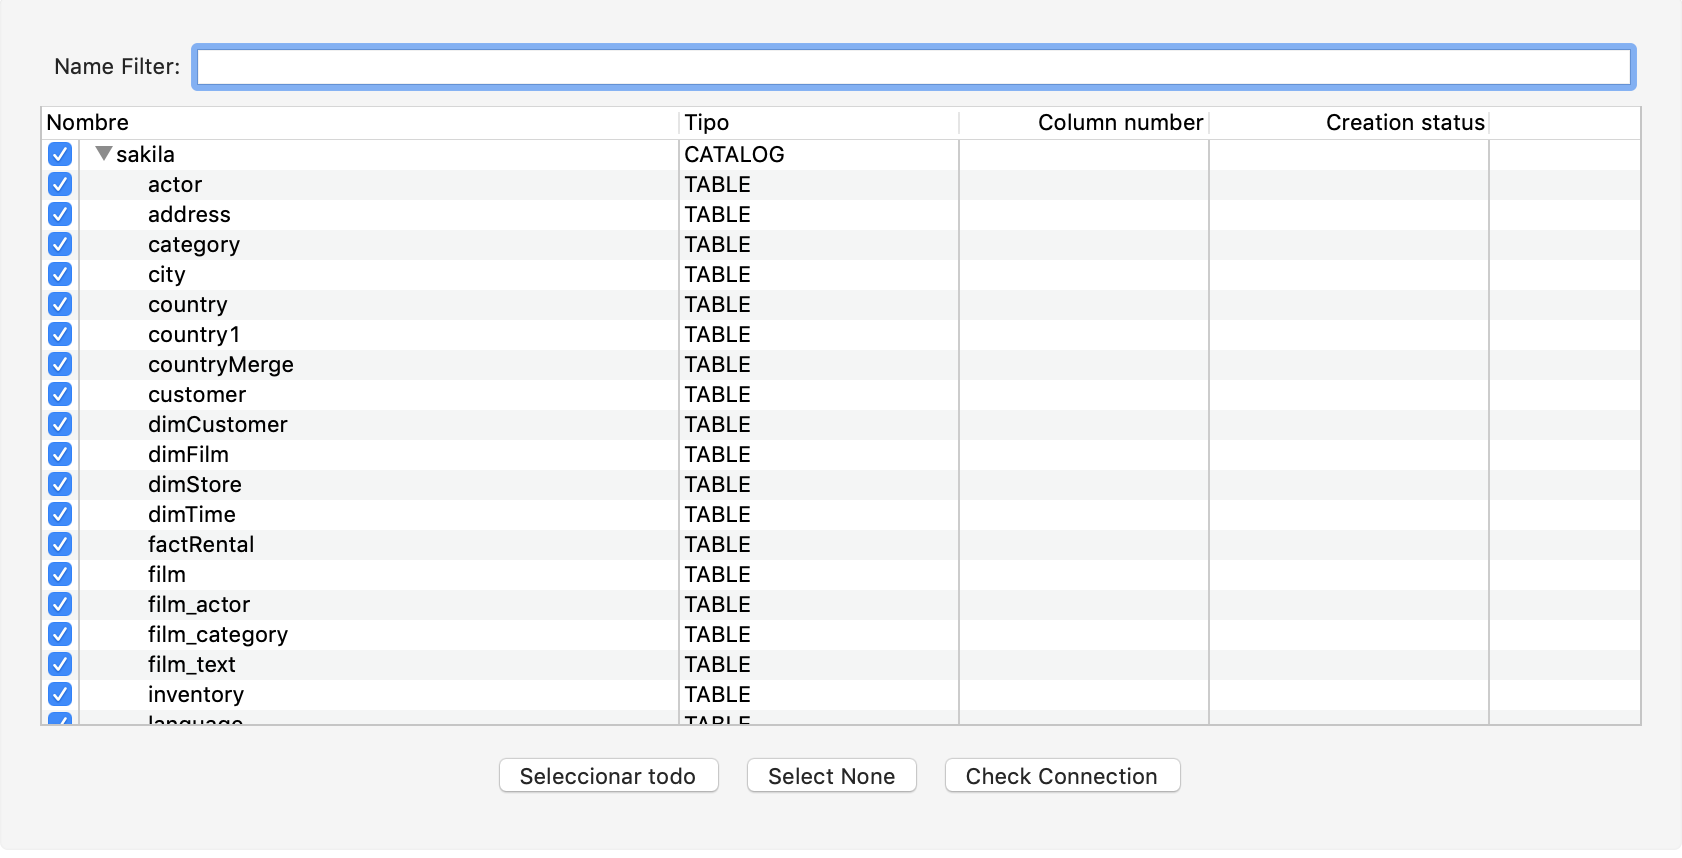 Name Filter:
Nombre Tipo Column number Creation status
sakila CATALOG
actor TABLE
address TABLE
category TABLE
city TABLE
country TABLE
country1 TABLE
countryMerge TABLE
customer TABLE
dimCustomer TABLE
dimFilm TABLE
dimStore TABLE
dimTime TABLE
factRental TABLE
film TABLE
film_actor TABLE
film_category TABLE
film_text TABLE
inventory TABLE
language TABLE
Seleccionar todo Select None Check Connection